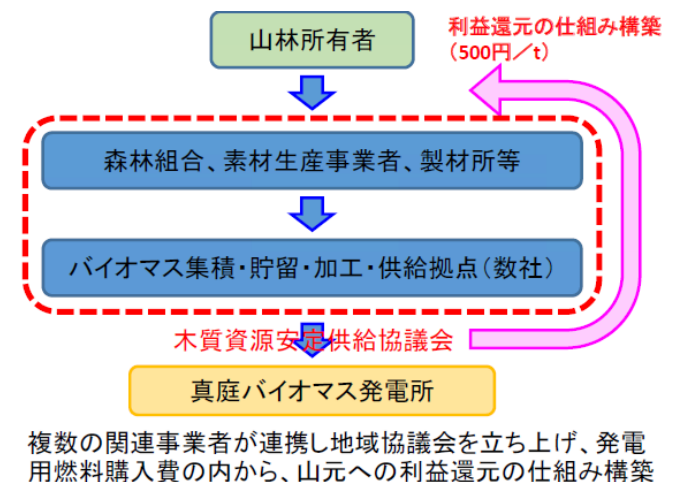 山林所有者
利益還元の仕組み構築
（500円／t）
森林組合、素材生産事業者、製材所等
バイオマス集積・貯留・加工・供給拠点（数社）
木質資源安定供給協議会
真庭バイオマス発電所
複数の関連事業者が連携し地域協議会を立ち上げ、発電
用燃料購入費の内から、山元への利益還元の仕組み構築